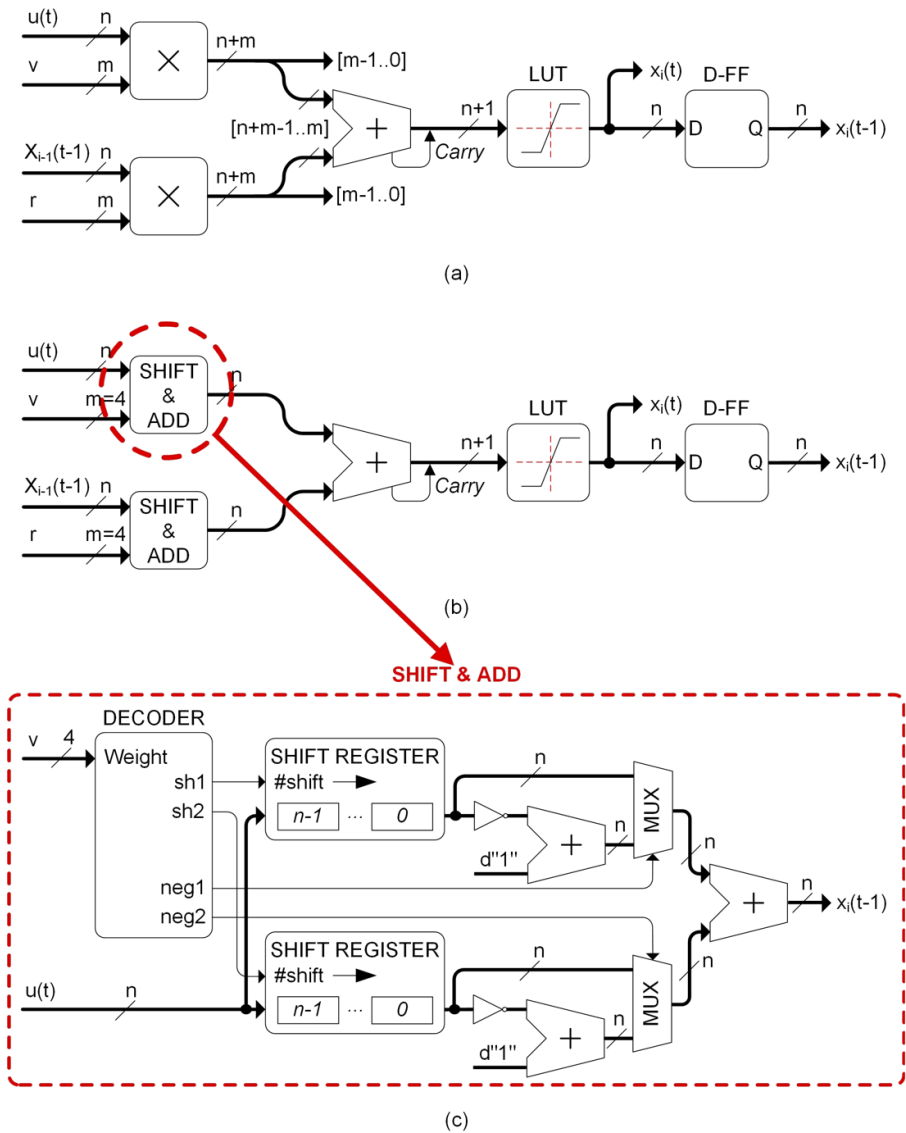 u(t) n
n+m
v m
[m-1..0]
LUT
xi(t)
D-FF
[n+m-1..m]
+
n+1
n
D Q
n
xi(t-1)
Carry
Xi-1(t-1) n
n+m
r m
[m-1..0]
(a)
u(t) n
SHIFT
&
ADD
n
v m=4
LUT
xi(t)
D-FF
+
n+1
n
D Q
n
xi(t-1)
Carry
Xi-1(t-1) n
SHIFT
&
ADD
n
r m=4
(b)
SHIFT & ADD
DECODER
v 4
Weight
sh1
sh2
neg1
neg2
SHIFT REGISTER
#shift
n-1 ... 0
n
MUX
d"1"
+
n
n
+
n
xi(t-1)
SHIFT REGISTER
#shift
n-1 ... 0
n
MUX
n
u(t) n
d"1"
+
n
(c)